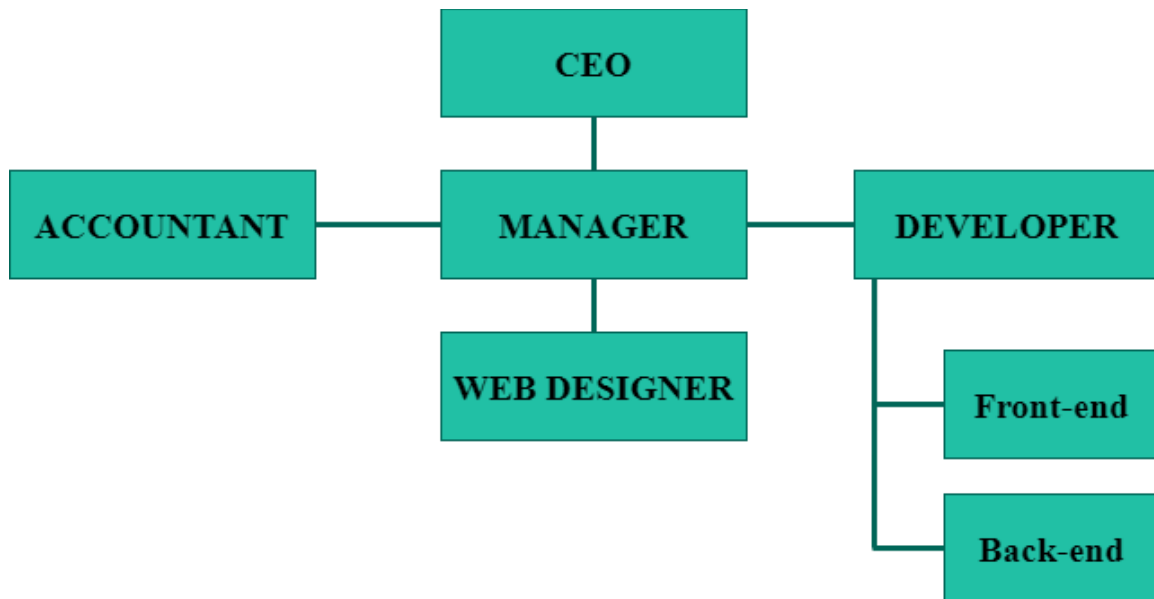 CEO
ACCOUNTANT
MANAGER
DEVELOPER
WEB DESIGNER
Front-end
Back-end